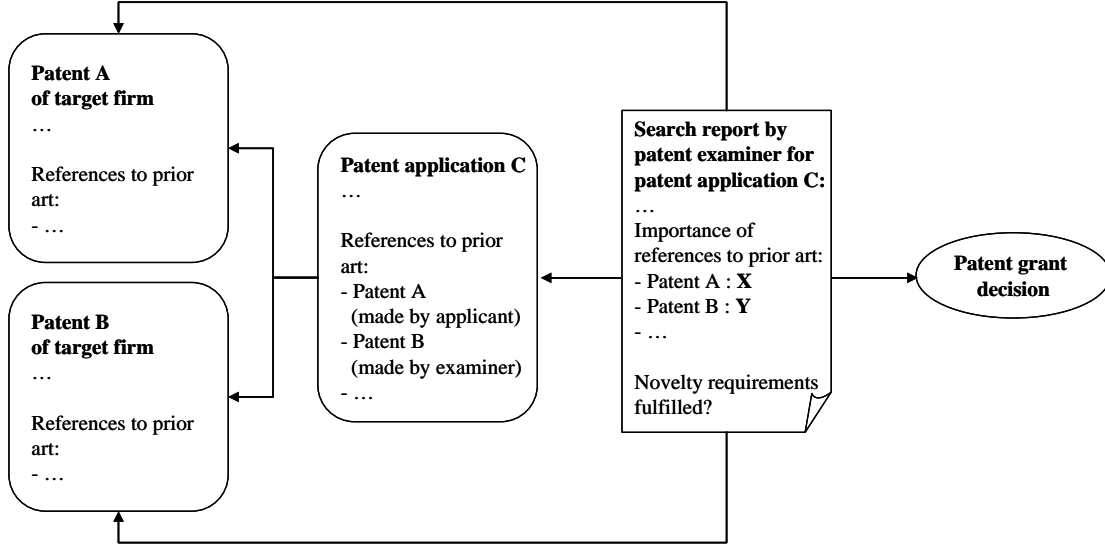 Patent A
of target firm
…
References to prior
art:
- …
Patent B
of target firm
…
References to prior
art:
- …
Patent application C
…
References to prior
art:
- Patent A
(made by applicant)
- Patent B
(made by examiner)
- …
Search report by
patent examiner for
patent application C:
…
Importance of
references to prior art:
- Patent A : X
- Patent B : Y
- …
Novelty requirements
fulfilled?
Patent grant
decision